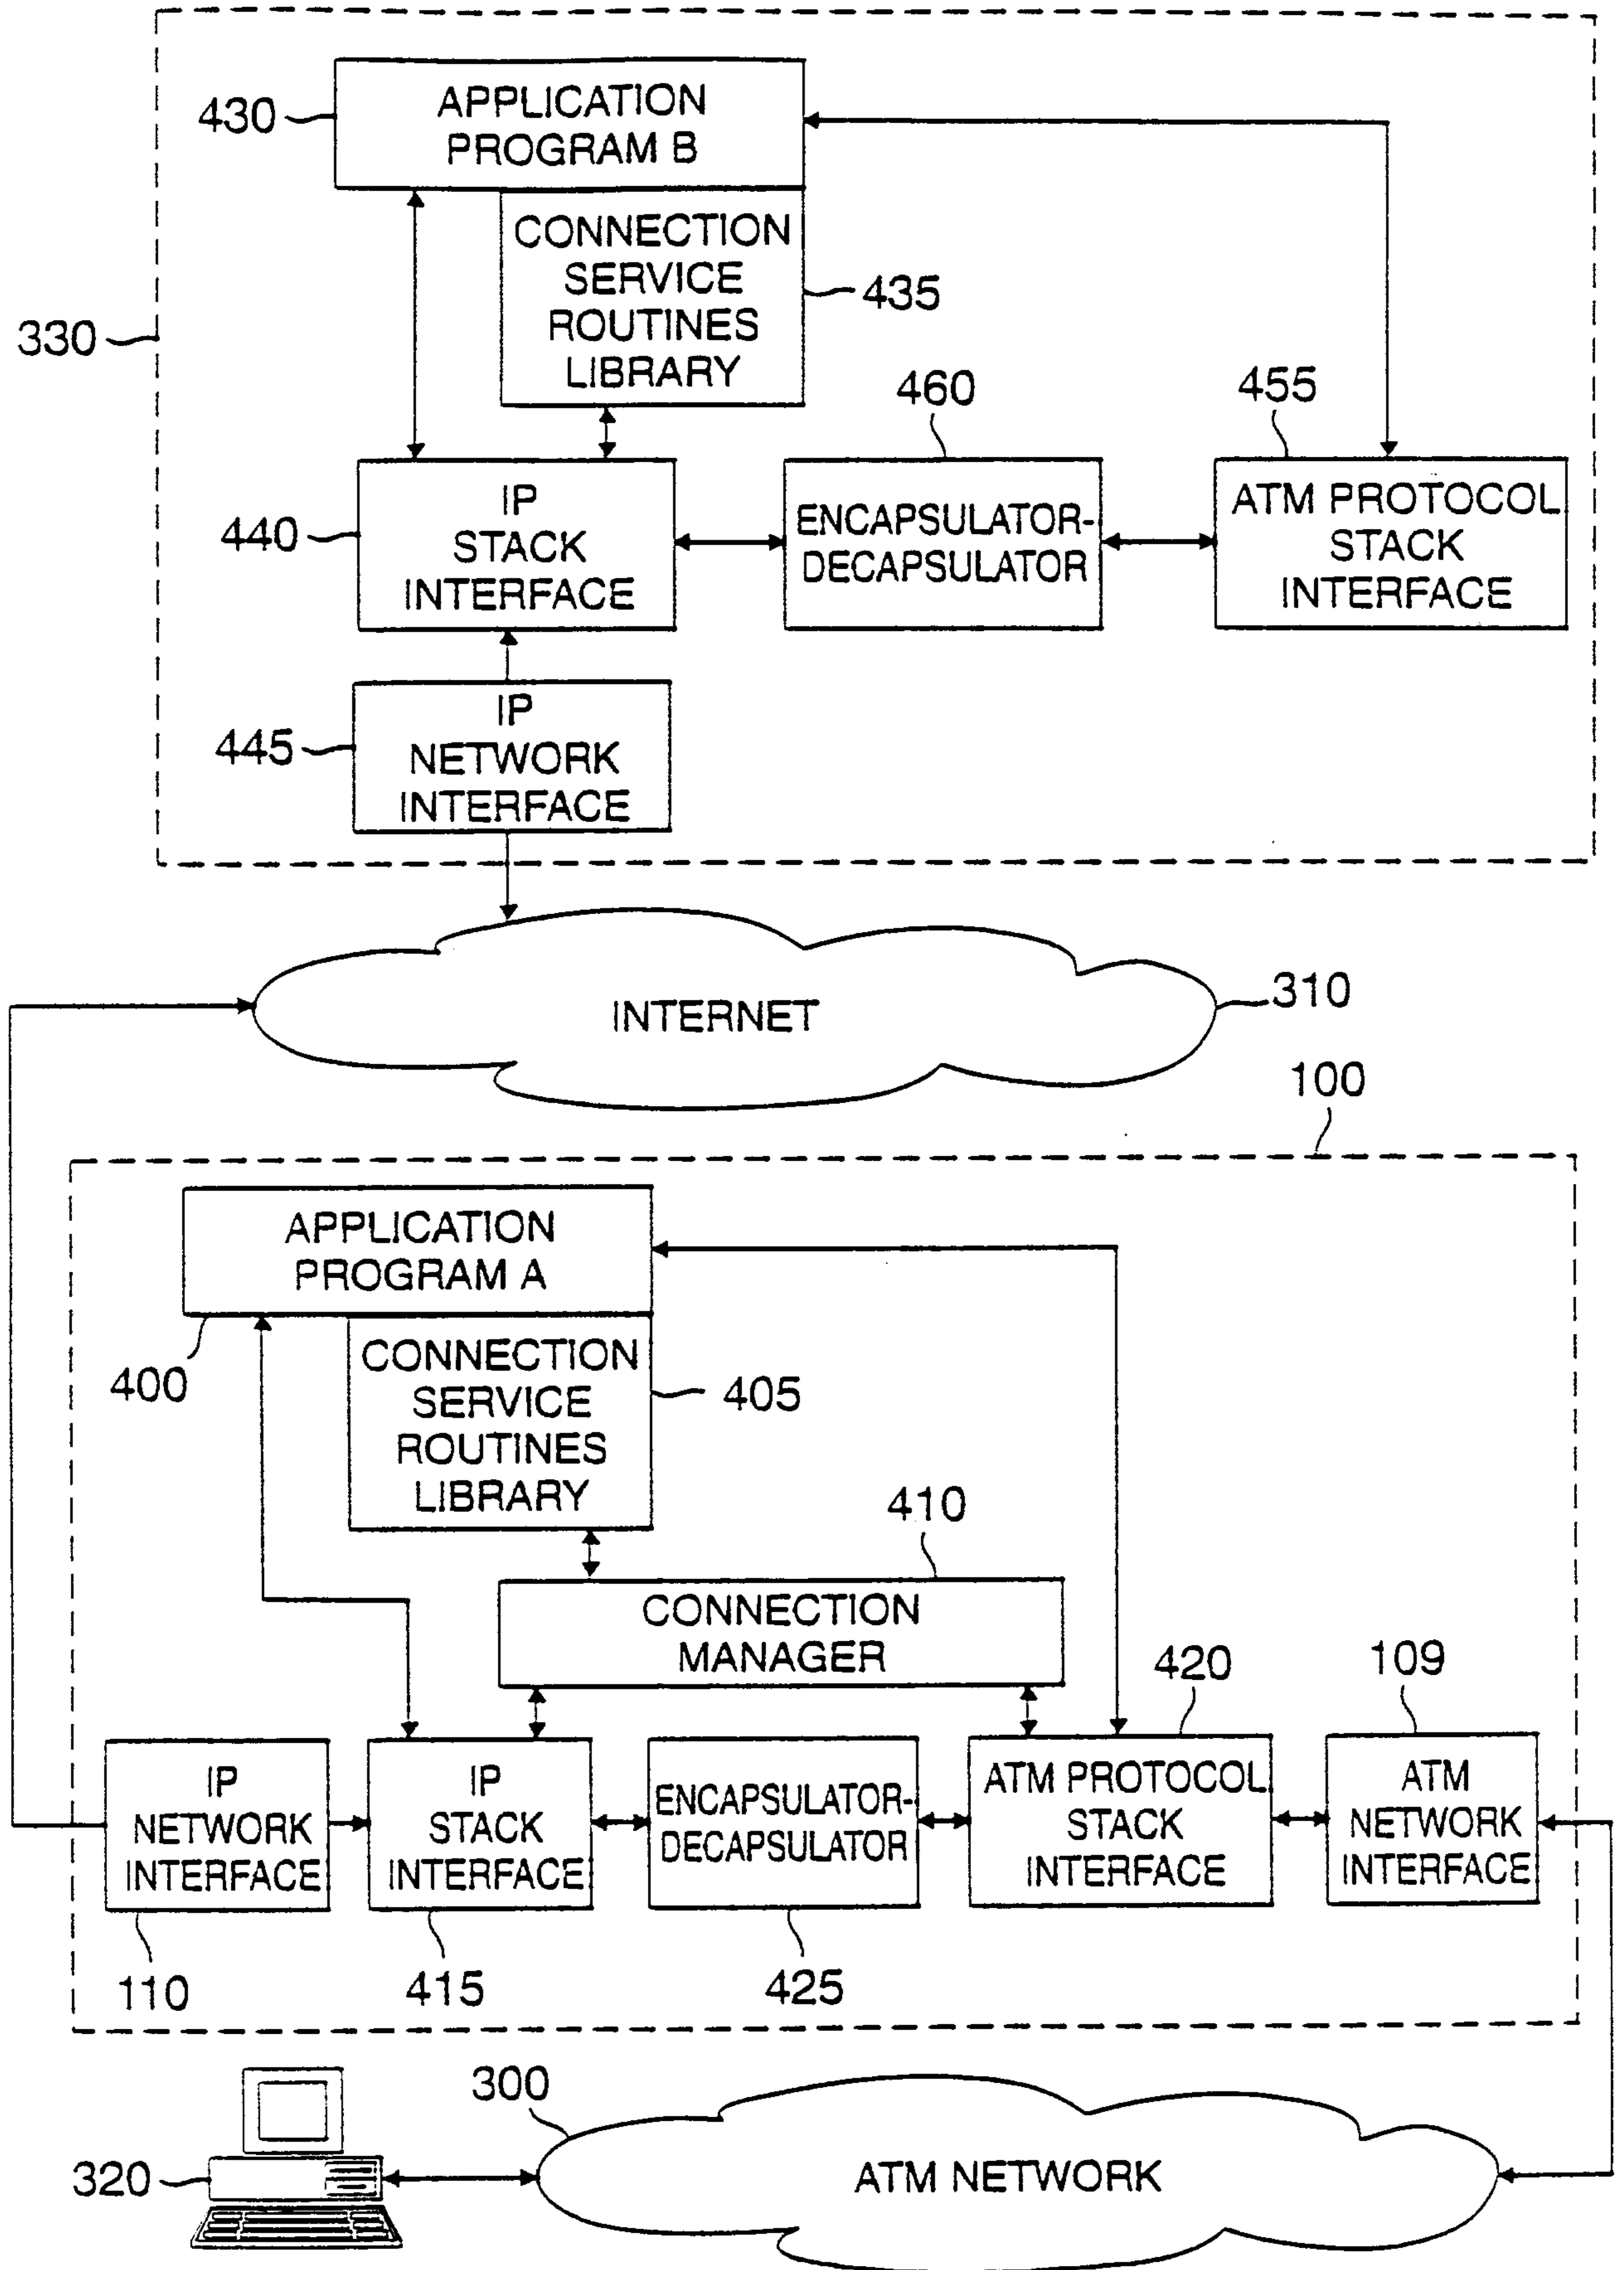 430
APPLICATION
PROGRAM B
CONNECTION
SERVICE
ROUTINES
LIBRARY
435
330
460
455
440
IP
STACK
INTERFACE
ENCAPSULATOR-
DECAPSULATOR
ATM PROTOCOL
STACK
INTERFACE
445
IP
NETWORK
INTERFACE
INTERNET
310
100
APPLICATION
PROGRAM A
400
CONNECTION
SERVICE
ROUTINES
LIBRARY
405
410
CONNECTION
MANAGER
420
109
IP
NETWORK
INTERFACE
IP
STACK
INTERFACE
ENCAPSULATOR-
DECAPSULATOR
ATM PROTOCOL
STACK
INTERFACE
ATM
NETWORK
INTERFACE
110
415
425
300
320
ATM NETWORK